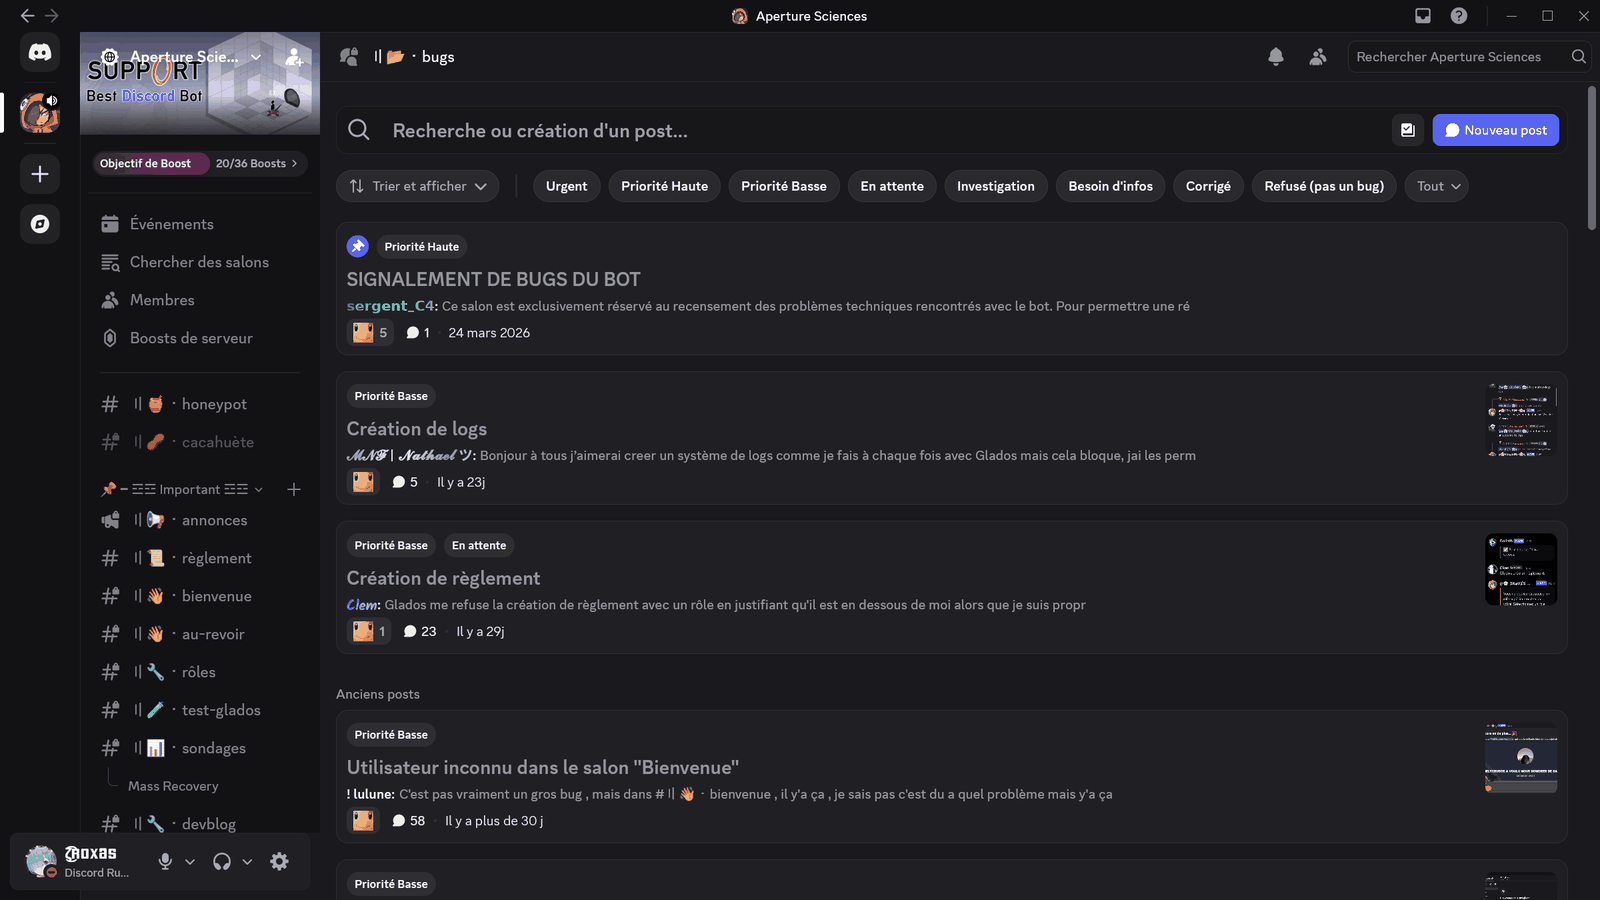 Aperture Sciences
Aperture Scie...
SUPPORT
Best Discord Bot
Objectif de Boost
20/36 Boosts
Événements
Chercher des salons
Membres
Boosts de serveur
honeypot
cacahuète
Important
annonces
règlement
bienvenue
au-revoir
rôles
test-glados
sondages
Mass Recovery
devblog
Roxas
Discord Ru...
bugs
Rechercher Aperture Sciences
Recherche ou création d'un post...
Nouveau post
Trier et afficher
Urgent
Priorité Haute
Priorité Basse
En attente
Investigation
Besoin d'infos
Corrigé
Refusé (pas un bug)
Tout
Priorité Haute
SIGNALEMENT DE BUGS DU BOT
sergent_C4: Ce salon est exclusivement réservé au recensement des problèmes techniques rencontrés avec le bot. Pour permettre une ré
5 1 · 24 mars 2026
Priorité Basse
Création de logs
𝓜𝓝𝓕 | 𝓝𝓪𝓽𝓱𝓪𝓮𝓵 ツ: Bonjour à tous j'aimerai creer un système de logs comme je fais à chaque fois avec Glados mais cela bloque, jai les perm
5 · Il y a 23j
Priorité Basse En attente
Création de règlement
Clem: Glados me refuse la création de règlement avec un rôle en justifiant qu'il est en dessous de moi alors que je suis propr
1 23 · Il y a 29j
Anciens posts
Priorité Basse
Utilisateur inconnu dans le salon "Bienvenue"
! lulune: C'est pas vraiment un gros bug , mais dans # 〢👋 · bienvenue , il y'a ça , je sais pas c'est du a quel problème mais y'a ça
58 · Il y a plus de 30 j
Priorité Basse